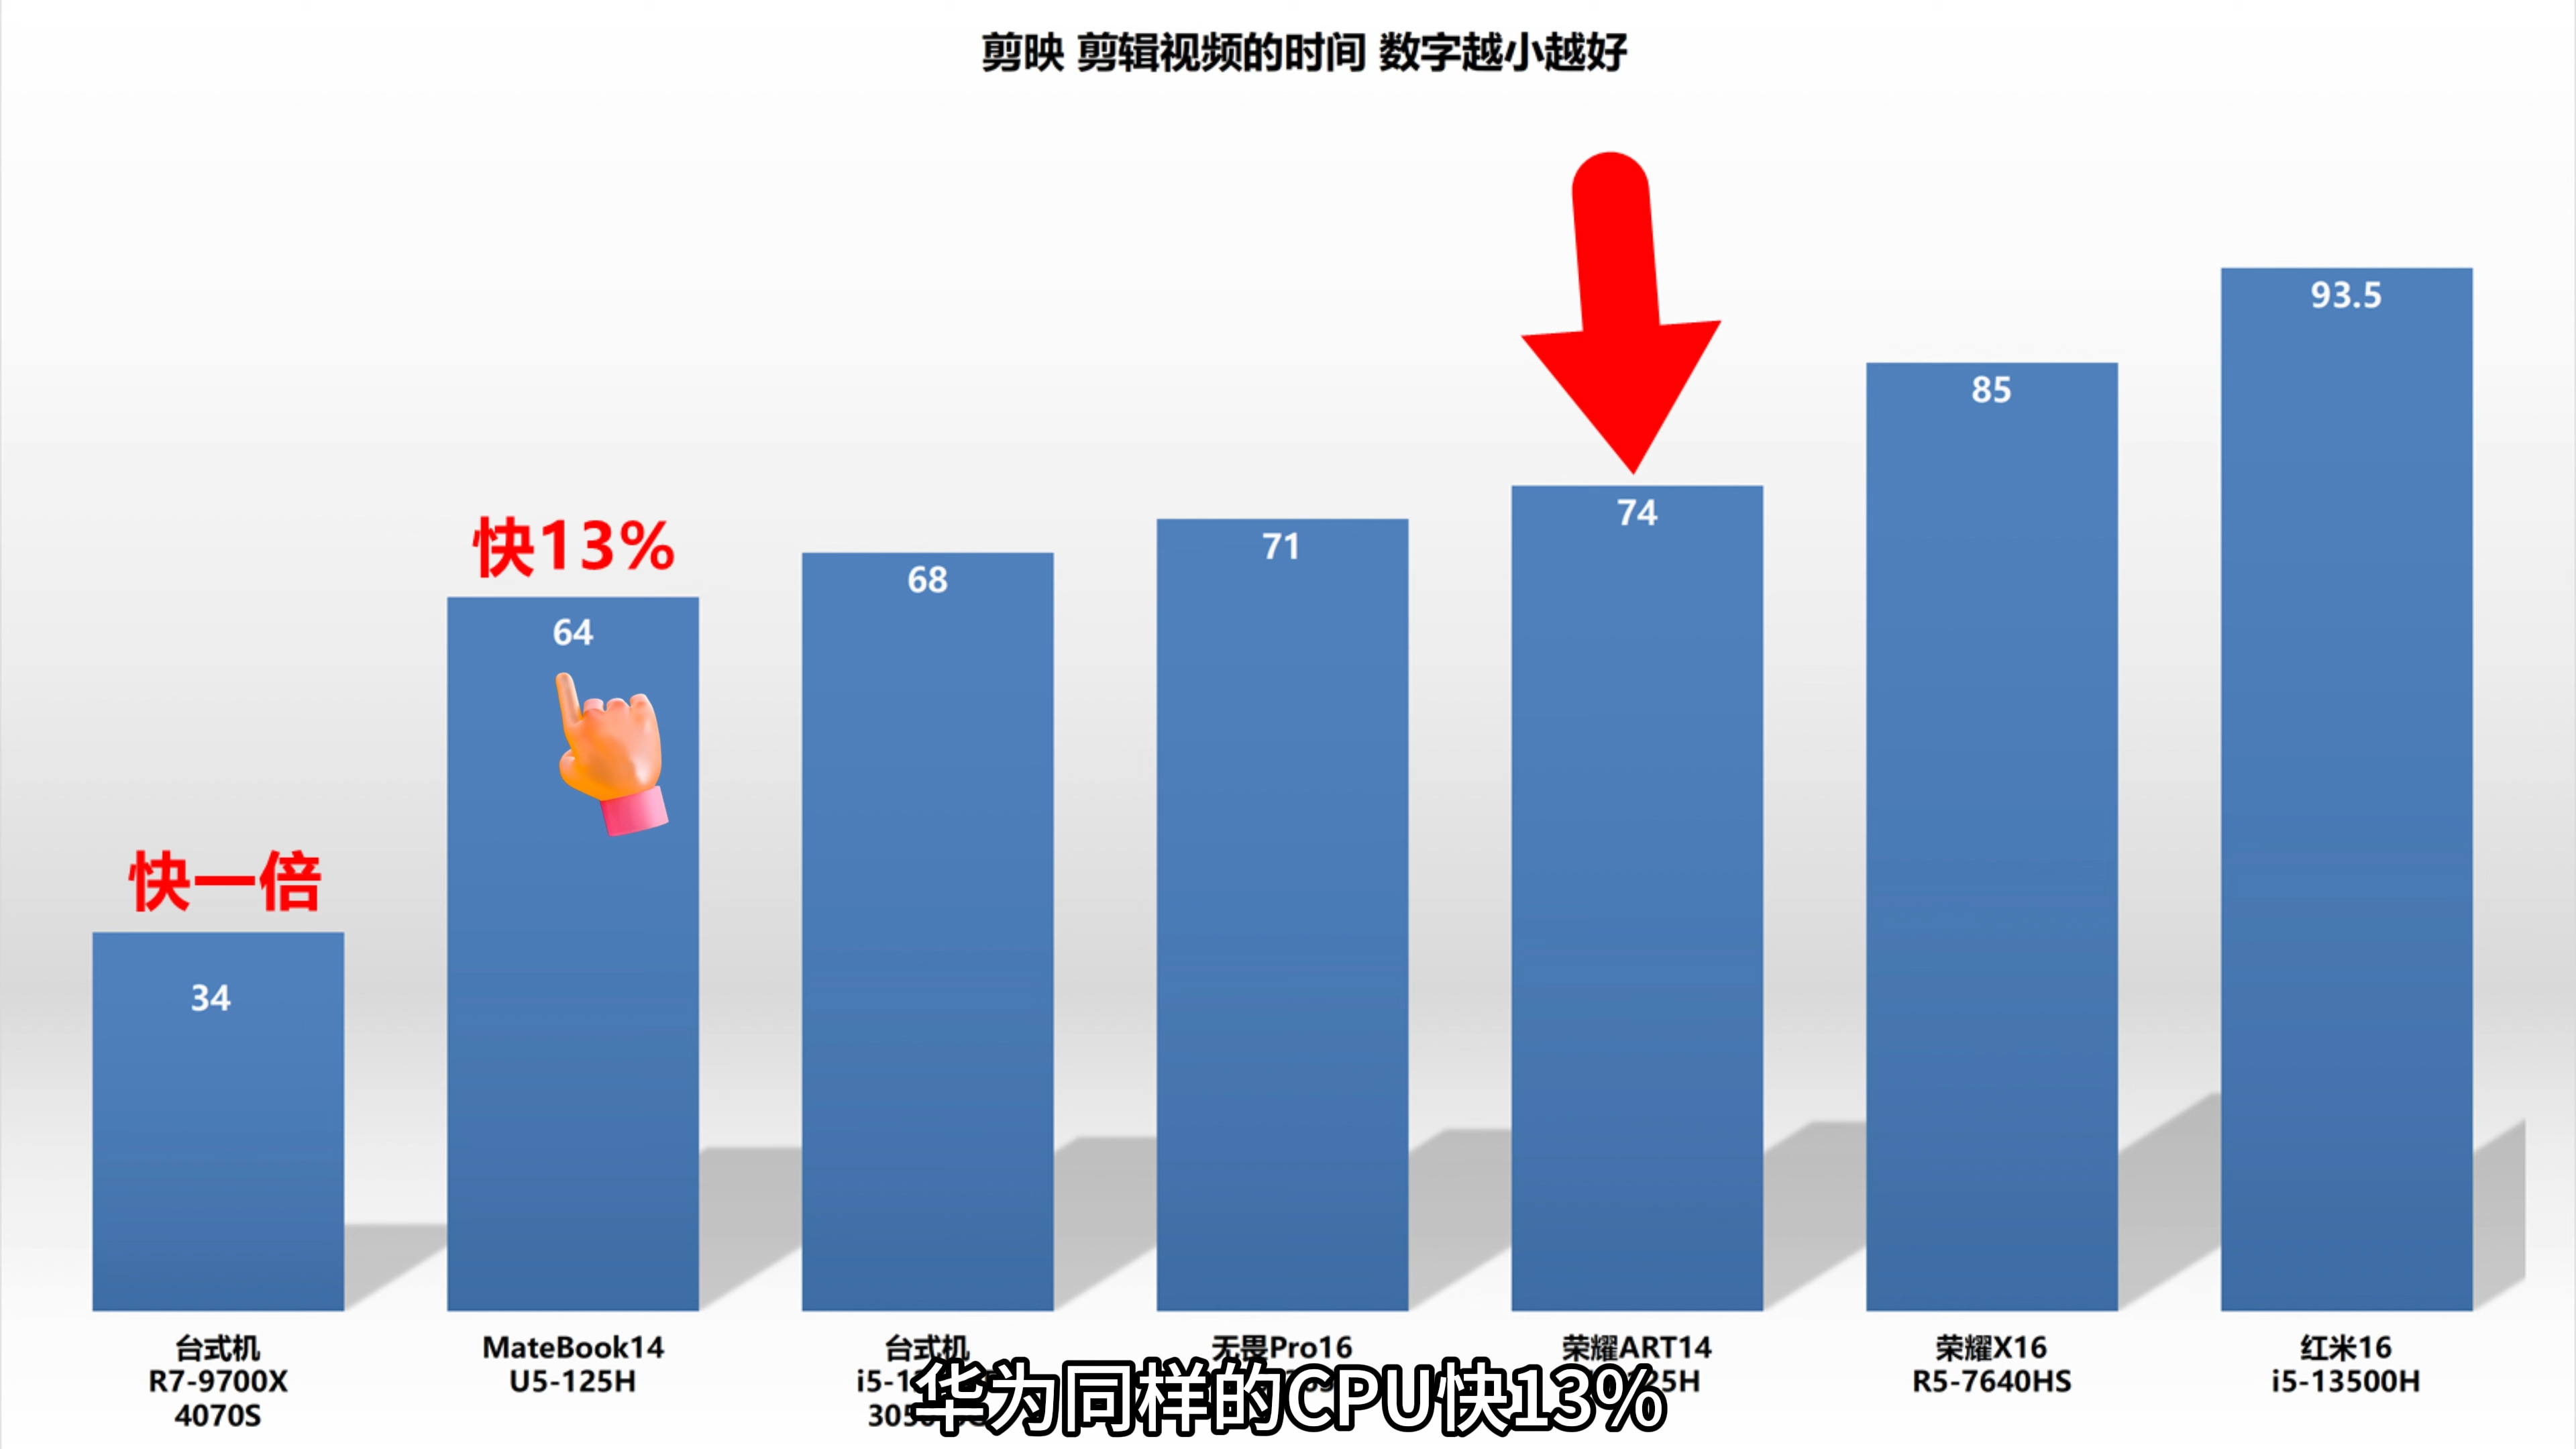 剪映 剪辑视频的时间 数字越小越好
93.5
85
74
快13%
71
68
64
快一倍
34
台式机
R7-9700X
4070S
MateBook14
U5-125H
台式机
无畏Pro16
荣耀ART14
荣耀X16
R5-7640HS
红米16
i5-13500H
华为同样的CPU快13%